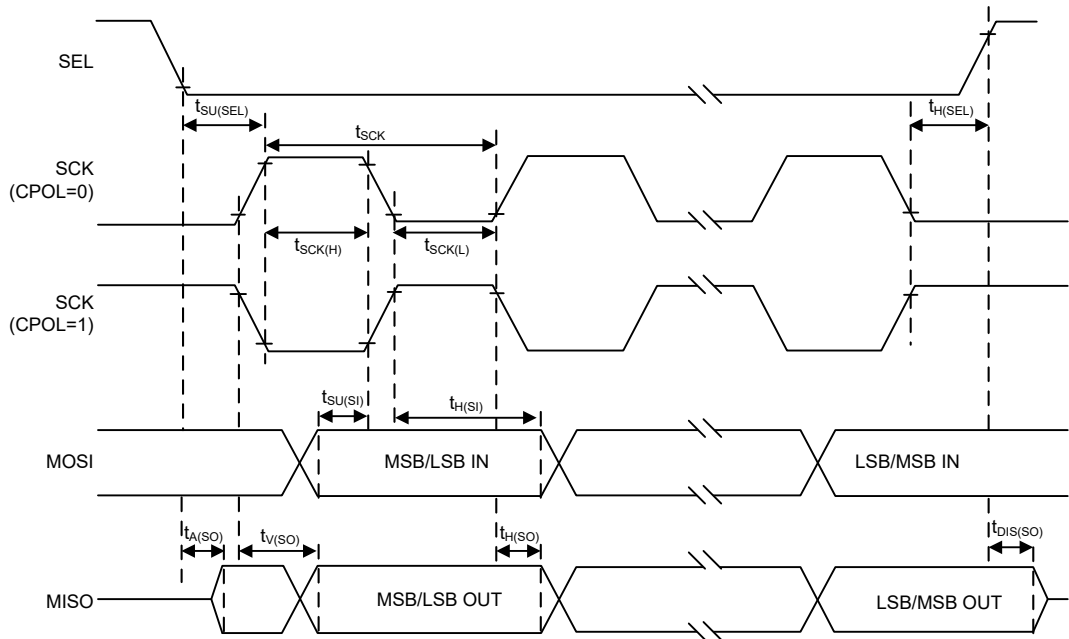 SEL
tSU(SEL)
tH(SEL)
tSCK
SCK
(CPOL=0)
tSCK(H)
tSCK(L)
SCK
(CPOL=1)
tSU(SI)
tH(SI)
MOSI
MSB/LSB IN
LSB/MSB IN
tA(SO)
tV(SO)
tH(SO)
tDIS(SO)
MISO
MSB/LSB OUT
LSB/MSB OUT